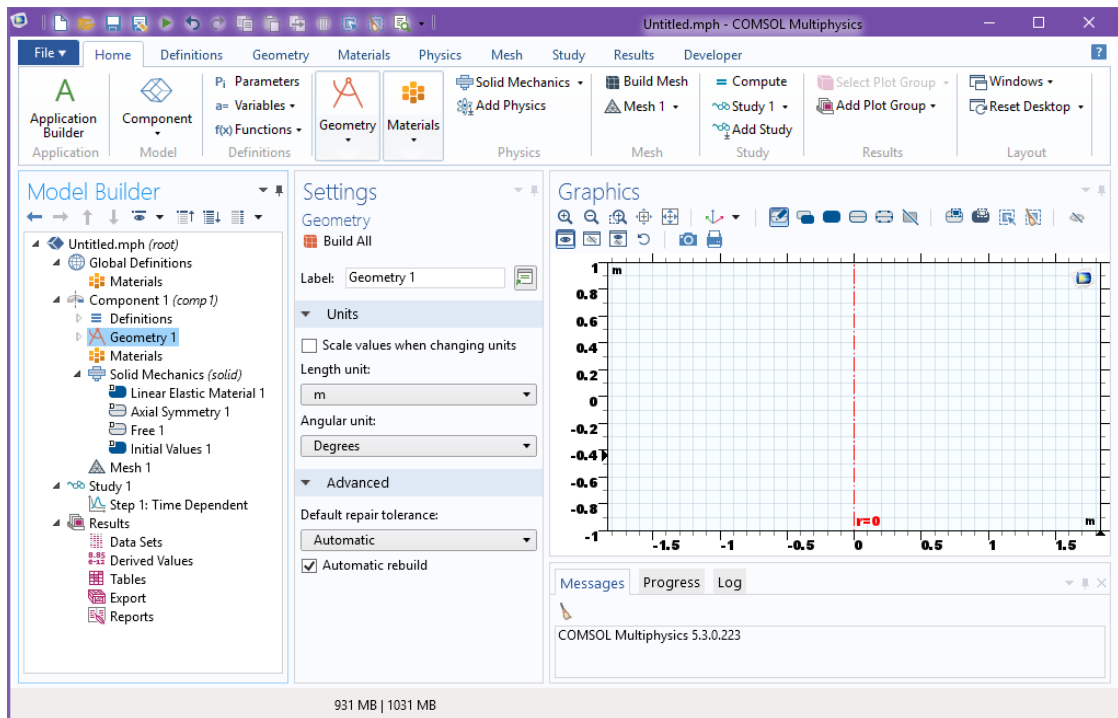 Untitled.mph - COMSOL Multiphysics
File Home Definitions Geometry Materials Physics Mesh Study Results Developer ?
Application Builder
Component
Pi Parameters
a= Variables
f(x) Functions
Geometry
Materials
Solid Mechanics
Add Physics
Build Mesh
Mesh 1
= Compute
Study 1
Add Study
Select Plot Group
Add Plot Group
Windows
Reset Desktop
Application Model Definitions Physics Mesh Study Results Layout
Model Builder
Untitled.mph (root)
Global Definitions
Materials
Component 1 (comp1)
Definitions
Geometry 1
Materials
Solid Mechanics (solid)
Linear Elastic Material 1
Axial Symmetry 1
Free 1
Initial Values 1
Mesh 1
Study 1
Step 1: Time Dependent
Results
Data Sets
8.85
e-12
Derived Values
Tables
Export
Reports
Settings
Geometry
Build All
Label: Geometry 1
Units
Scale values when changing units
Length unit:
m
Angular unit:
Degrees
Advanced
Default repair tolerance:
Automatic
Automatic rebuild
Graphics
1 m
0.8
0.6
0.4
0.2
0
-0.2
-0.4
-0.6
-0.8
r=0 m
-1
-1.5 -1 -0.5 0 0.5 1 1.5
Messages Progress Log
COMSOL Multiphysics 5.3.0.223
931 MB | 1031 MB